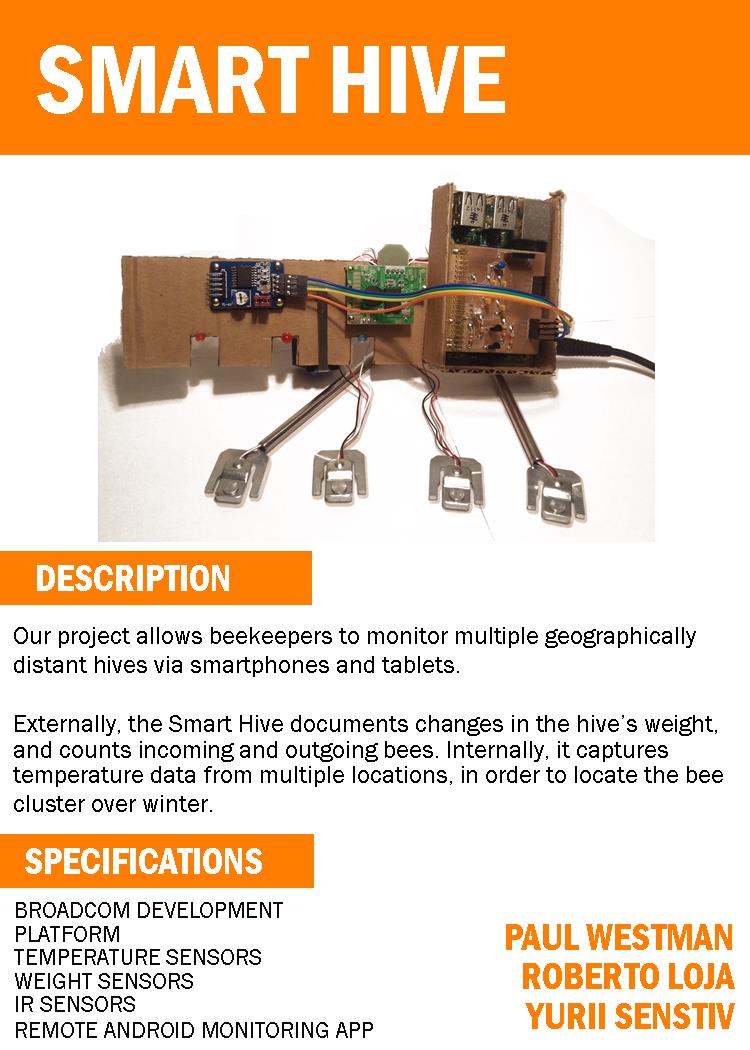 SMART HIVE
DESCRIPTION
Our project allows beekeepers to monitor multiple geographically
distant hives via smartphones and tablets.
Externally, the Smart Hive documents changes in the hive's weight,
and counts incoming and outgoing bees. Internally, it captures
temperature data from multiple locations, in order to locate the bee
cluster over winter.
SPECIFICATIONS
BROADCOM DEVELOPMENT
PLATFORM
TEMPERATURE SENSORS
WEIGHT SENSORS
IR SENSORS
REMOTE ANDROID MONITORING APP
PAUL WESTMAN
ROBERTO LOJA
YURII SENSTIV